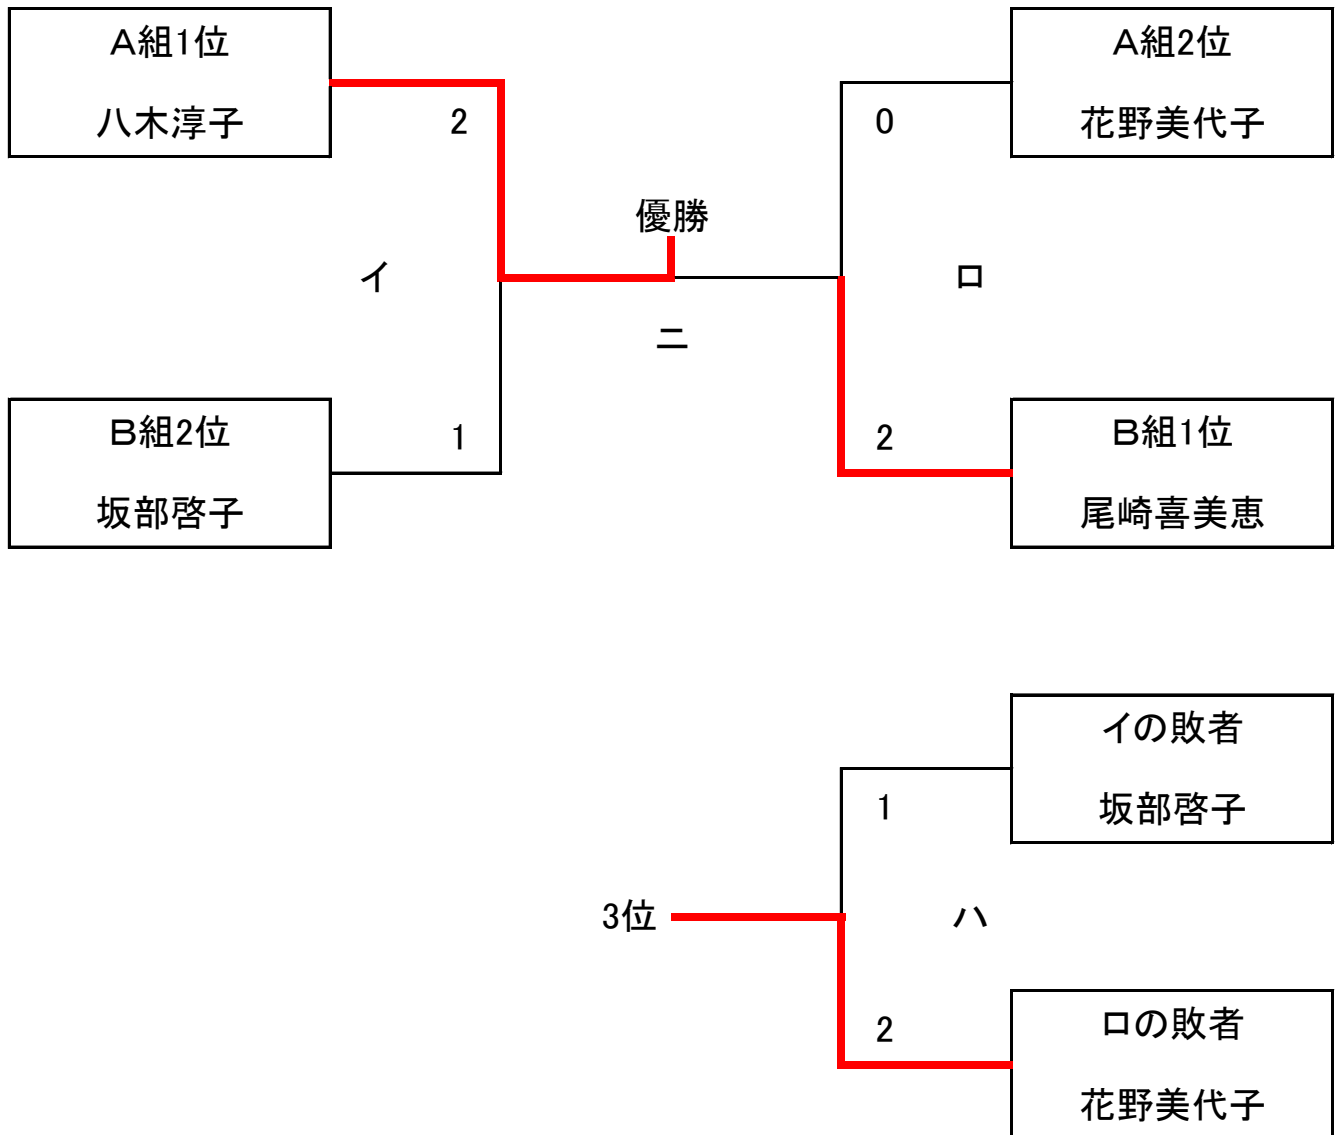 A組1位
八木淳子
A組2位
花野美代子
2
0
優勝
イ
ロ
ニ
B組2位
坂部啓子
1
2
B組1位
尾崎喜美恵
イの敗者
坂部啓子
1
3位
ハ
2
ロの敗者
花野美代子